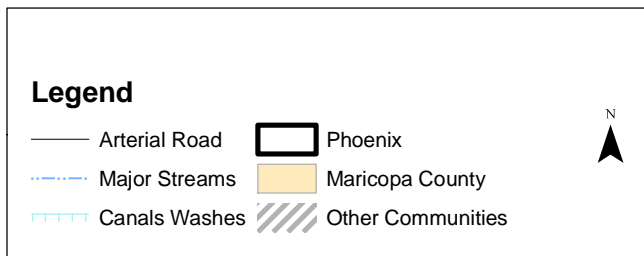 Legend
N
Arterial Road
Phoenix
Major Streams
Maricopa County
Canals Washes
Other Communities